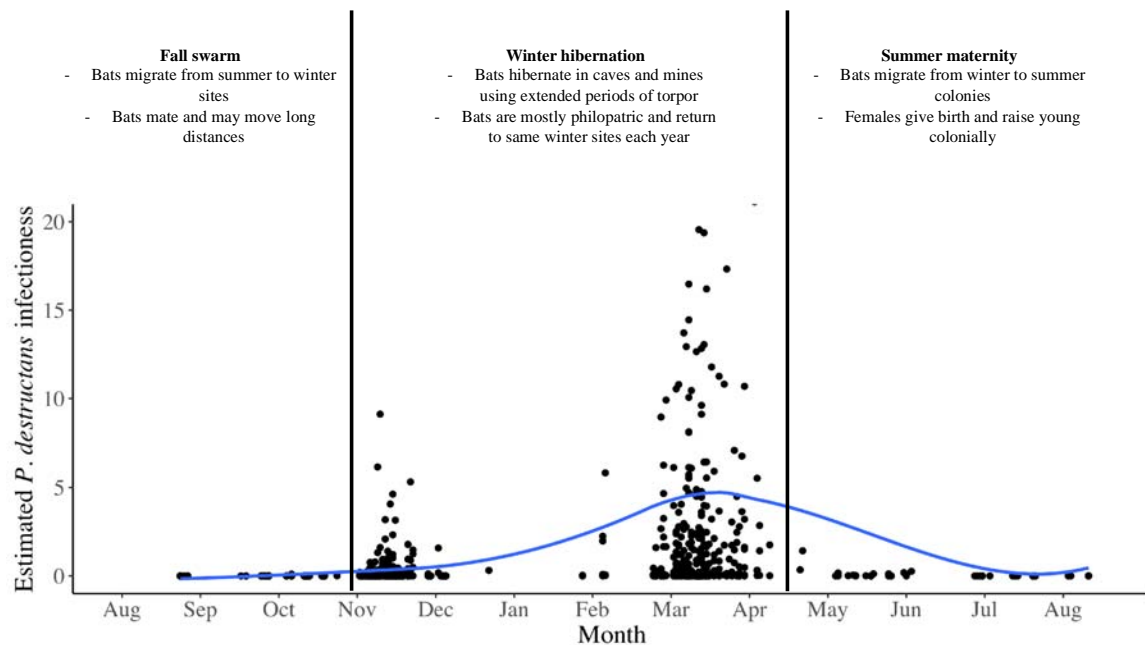 Fall swarm
- Bats migrate from summer to winter
sites
- Bats mate and may move long
distances
Winter hibernation
- Bats hibernate in caves and mines
using extended periods of torpor
- Bats are mostly philopatric and return
to same winter sites each year
Summer maternity
- Bats migrate from winter to summer
colonies
- Females give birth and raise young
colonially
Estimated P. destructans infectioness
20
15
10
5
0
Aug Sep Oct Nov Dec Jan Feb Mar Apr May Jun Jul Aug
Month